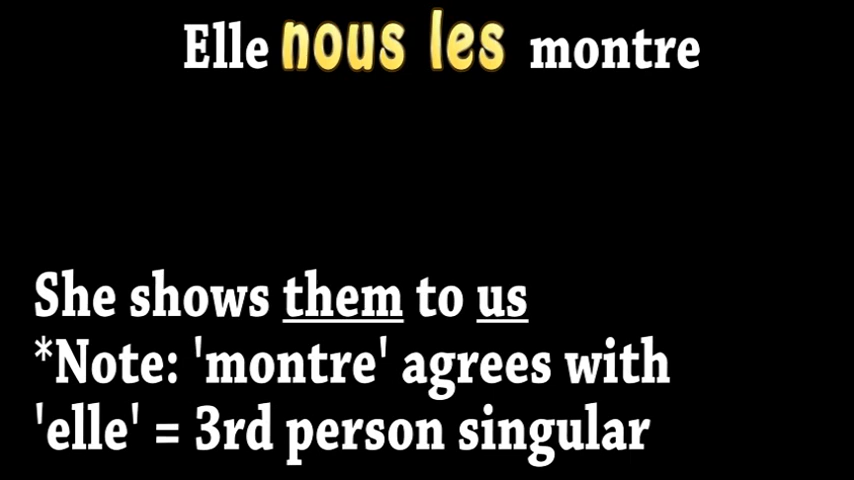 Elle nous les montre
She shows them to us
*Note: 'montre' agrees with
'elle' = 3rd person singular